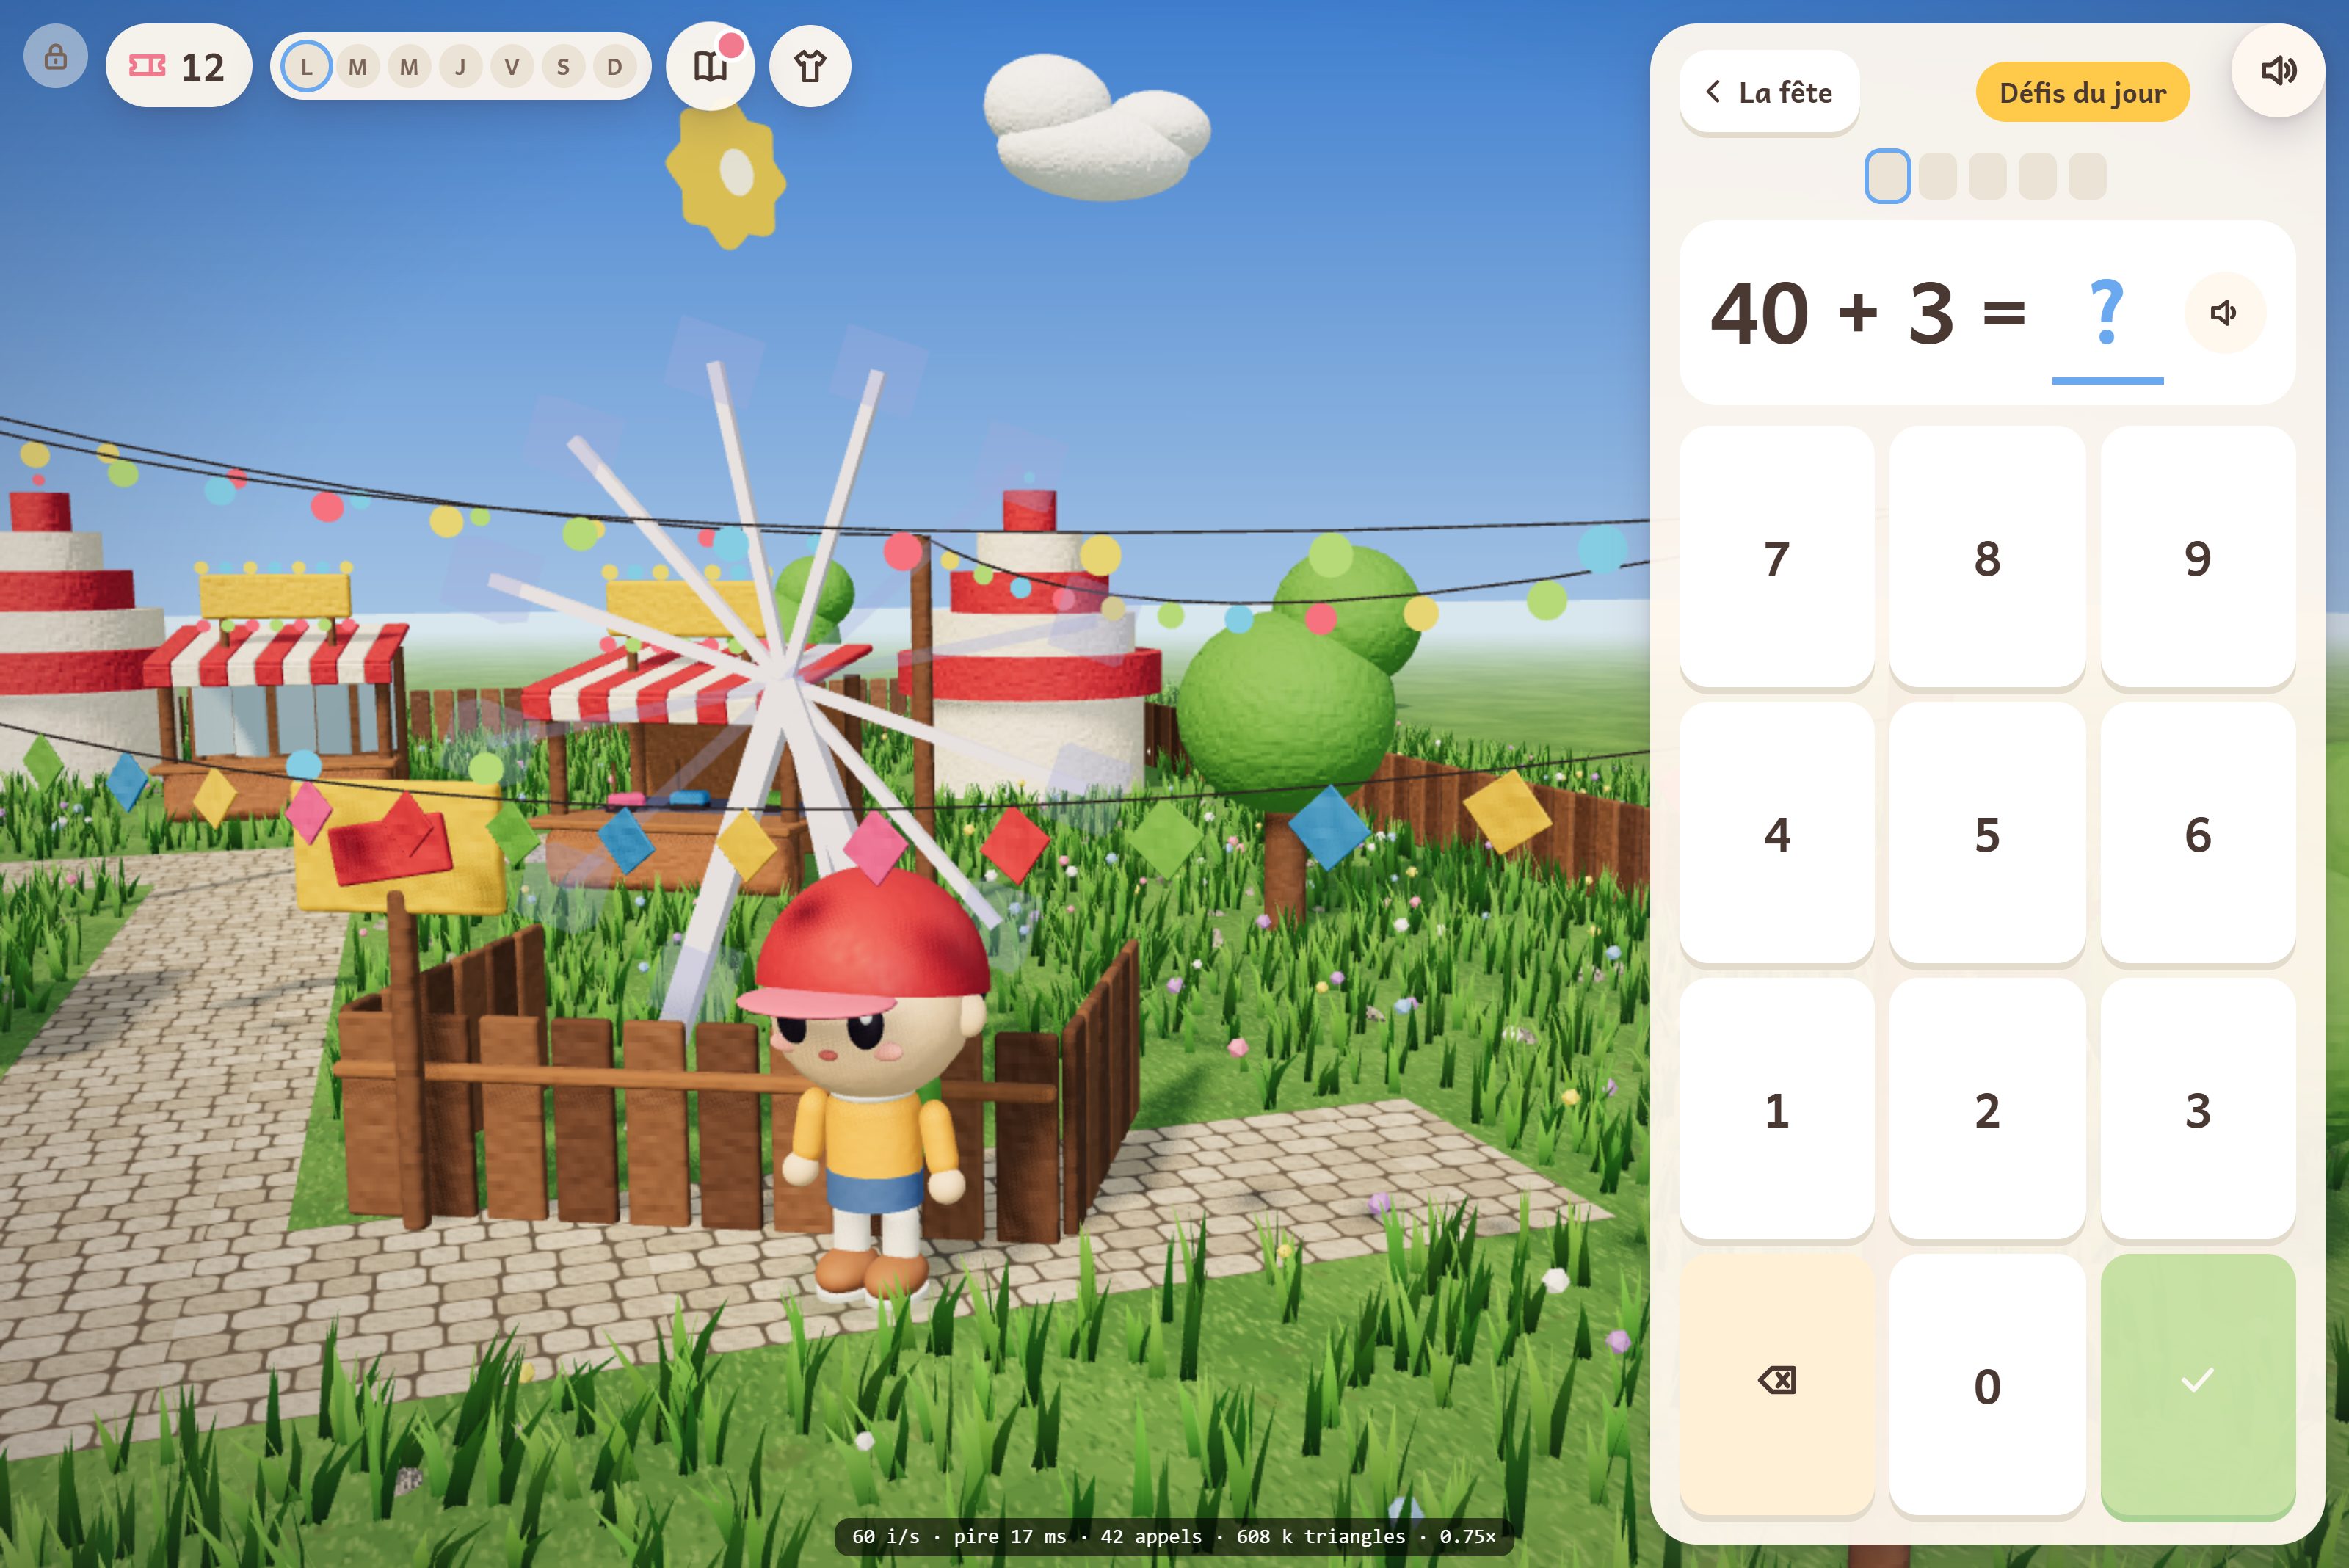 12
L M M J V S D
La fête
Défis du jour
40 + 3 = ?
7 8 9
4 5 6
1 2 3
0
60 i/s · pire 17 ms · 42 appels · 608 k triangles · 0.75×